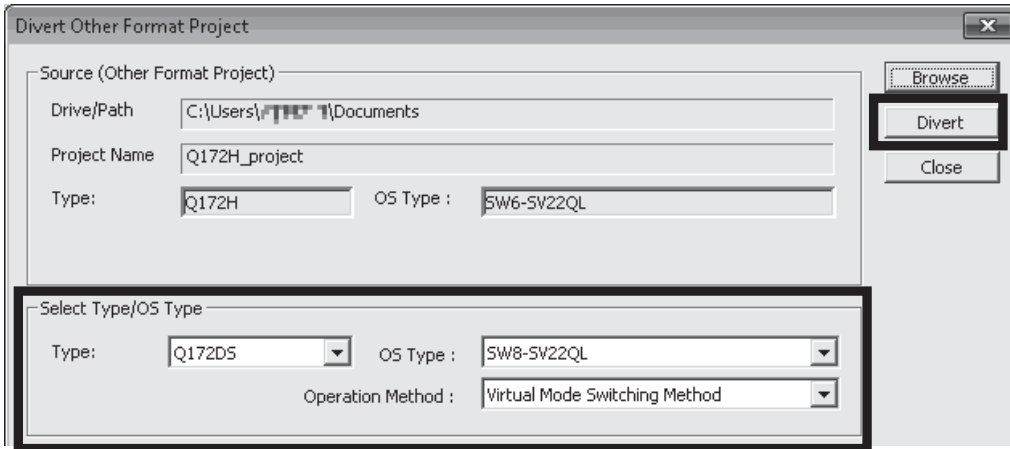 Divert Other Format Project
Source (Other Format Project)
Browse
Drive/Path C:\Users\ \Documents
Divert
Project Name Q172H_project
Close
Type: Q172H OS Type : SW6-SV22QL
Select Type/OS Type
Type: Q172DS OS Type : SW8-SV22QL
Operation Method : Virtual Mode Switching Method